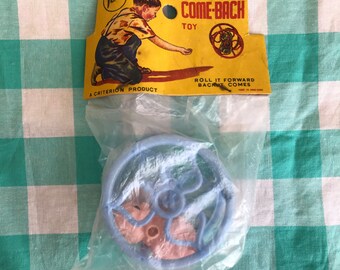 COME-BACK
TOY
A CRITERION PRODUCT
ROLL IT FORWARD
BACK IT COMES